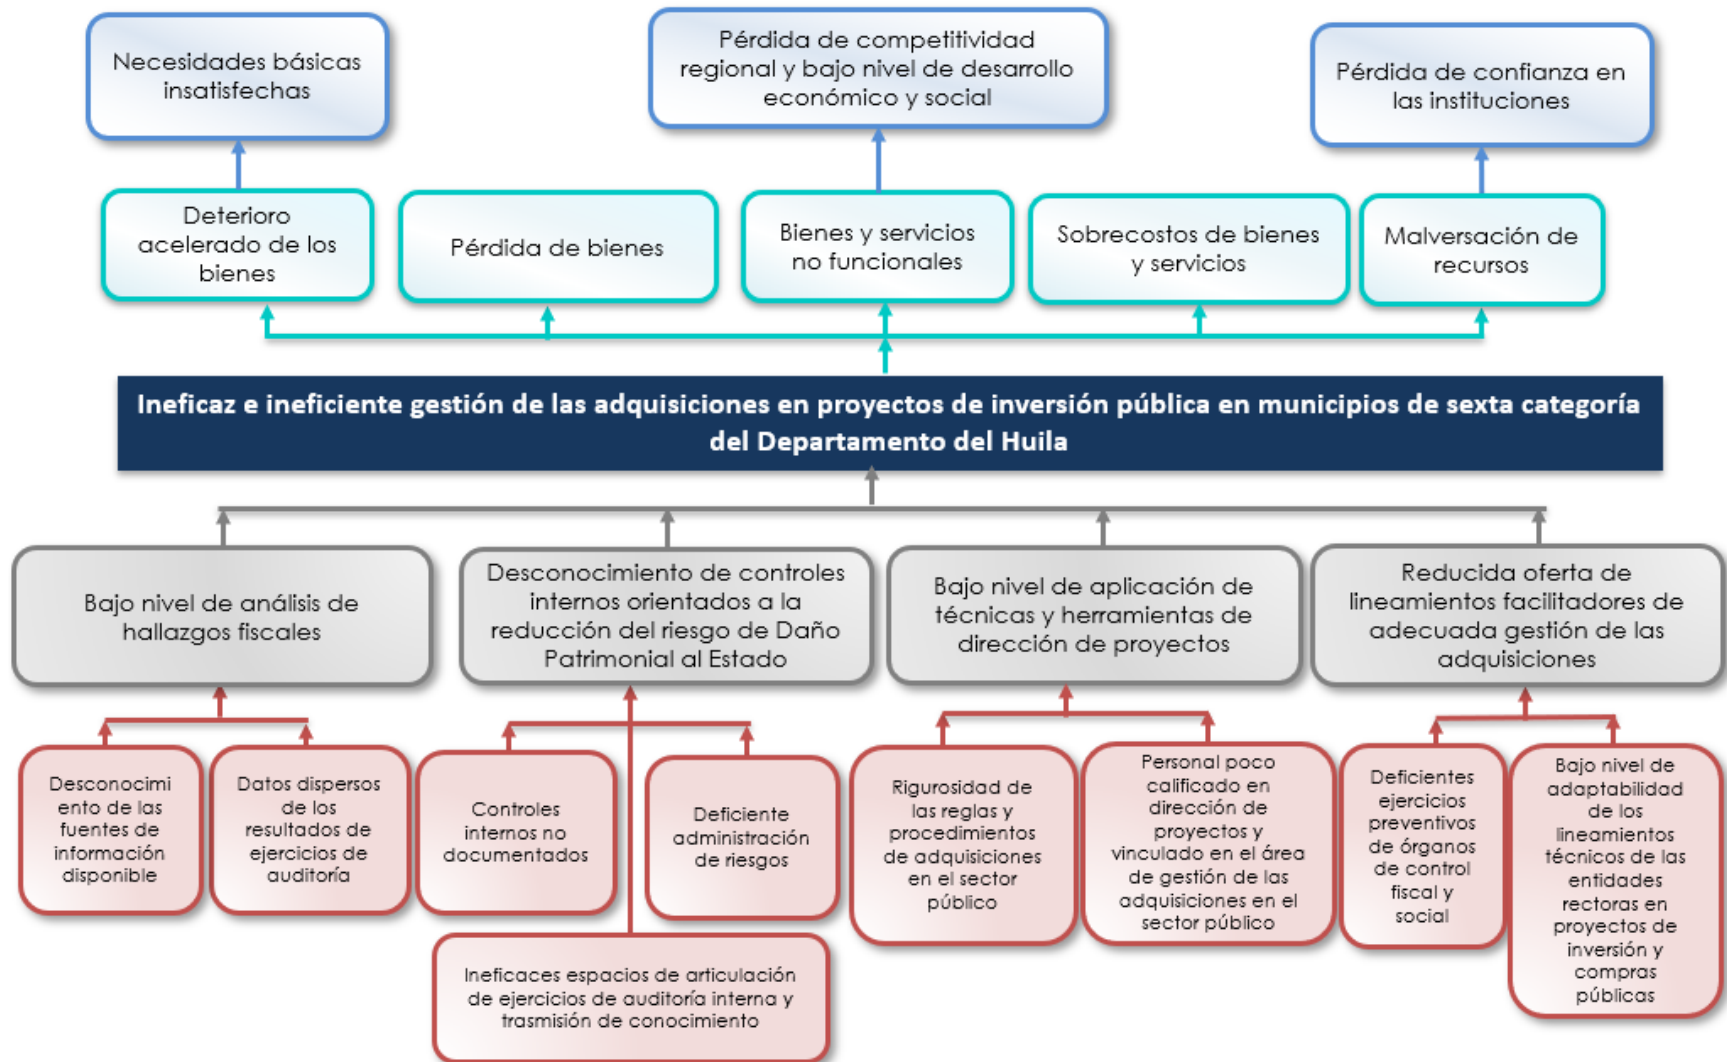 Necesidades básicas
insatisfechas
Pérdida de competitividad
regional y bajo nivel de desarrollo
económico y social
Pérdida de confianza en
las instituciones
Deterioro
acelerado de los
bienes
Pérdida de bienes
Bienes y servicios
no funcionales
Sobrecostos de bienes
y servicios
Malversación de
recursos
Ineficaz e ineficiente gestión de las adquisiciones en proyectos de inversión pública en municipios de sexta categoría
del Departamento del Huila
Bajo nivel de análisis de
hallazgos fiscales
Desconocimiento de controles
internos orientados a la
reducción del riesgo de Daño
Patrimonial al Estado
Bajo nivel de aplicación de
técnicas y herramientas de
dirección de proyectos
Reducida oferta de
lineamientos facilitadores de
adecuada gestión de las
adquisiciones
Desconocimi
ento de las
fuentes de
información
disponible
Datos dispersos
de los
resultados de
ejercicios de
auditoría
Controles
internos no
documentados
Deficiente
administración
de riesgos
Ineficaces espacios de articulación
de ejercicios de auditoría interna y
trasmisión de conocimiento
Rigurosidad de
las reglas y
procedimientos
de adquisiciones
en el sector
público
Personal poco
calificado en
dirección de
proyectos y
vinculado en el área
de gestión de las
adquisiciones en el
sector público
Deficientes
ejercicios
preventivos
de órganos
de control
fiscal y
social
Bajo nivel de
adaptabilidad
de los
lineamientos
técnicos de las
entidades
rectoras en
proyectos de
inversión y
compras
públicas